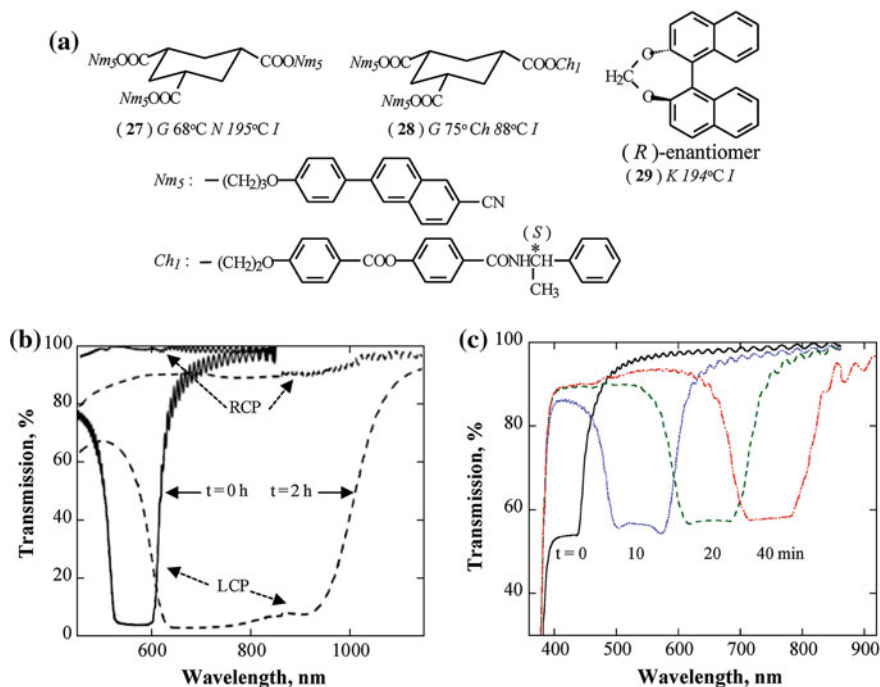 (a)
Nm5OOC COONm5
Nm5OOC
(27) G 68°C N 195°C I
Nm5OOC COOCh1
Nm5OOC
(28) G 75°Ch 88°C I
O
H2C
O
(R)-enantiomer
(29) K 194°C I
Nm5 : –(CH2)3O CN
Ch1 : –(CH2)2O COO CONHCH
(S)
*
CH3
(b)
Transmission, %
100
80
60
40
20
0
RCP
t = 0 h t = 2 h
LCP
600 800 1000
Wavelength, nm
(c)
Transmission, %
100
80
60
40
t = 0 10 20 40 min
400 500 600 700 800 900
Wavelength, nm